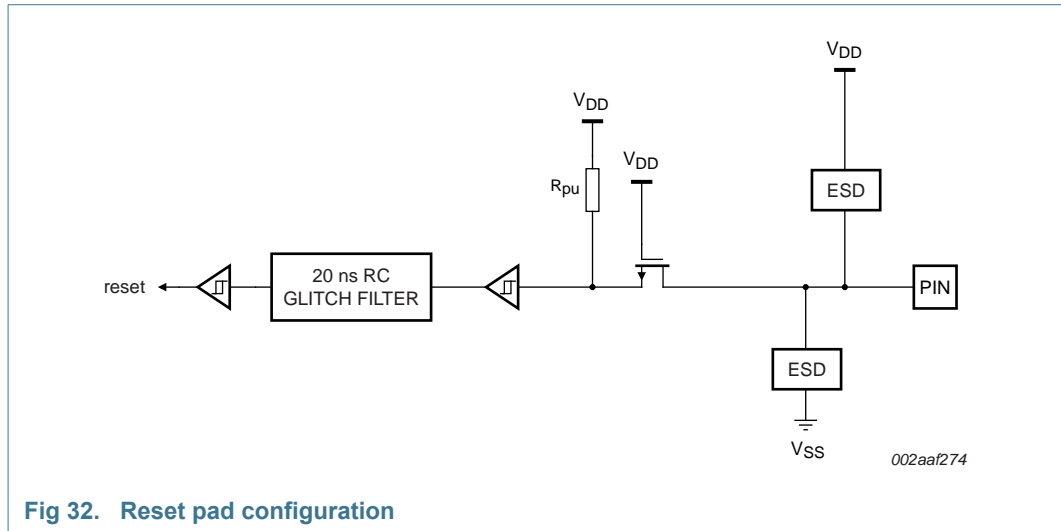 VDD
VDD
VDD
Rpu
ESD
reset
20 ns RC
GLITCH FILTER
PIN
ESD
VSS
002aaf274
Fig 32. Reset pad configuration